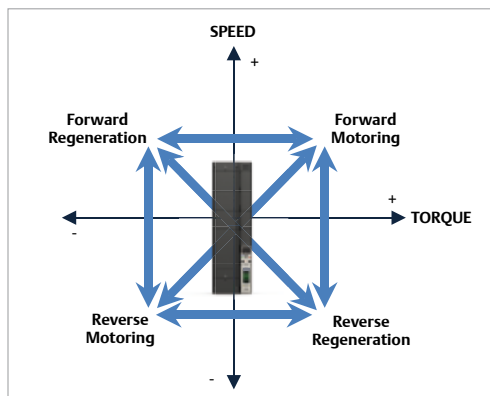 SPEED
+
Forward
Regeneration
Forward
Motoring
+
-
TORQUE
Reverse
Motoring
Reverse
Regeneration
-